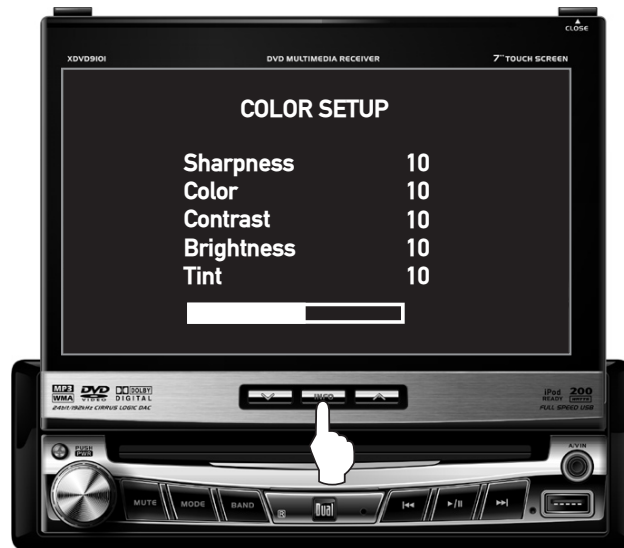 CLOSE
XDVD9101 DVD MULTIMEDIA RECEIVER 7" TOUCH SCREEN
COLOR SETUP
Sharpness 10
Color 10
Contrast 10
Brightness 10
Tint 10
MP3 WMA DVD VIDEO DOLBY DIGITAL
24bit/192kHz CIRRUS LOGIC DAC
INFO
iPod READY 200 WATTS
FULL SPEED USB
PUSH PWR
A/V IN
MUTE MODE BAND R Dual